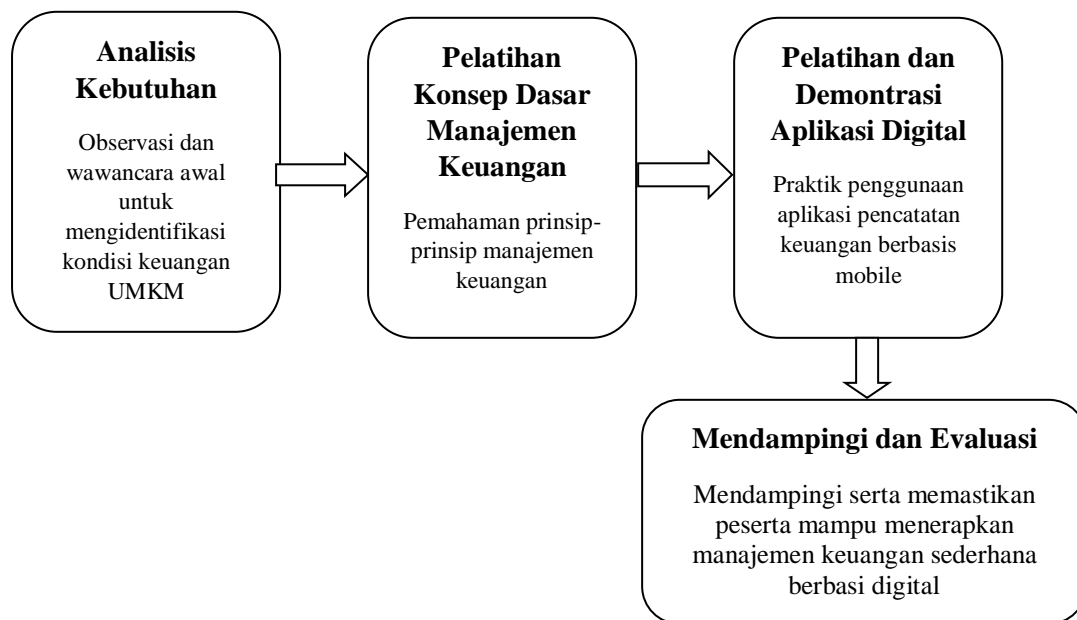 Analisis
Kebutuhan
Observasi dan
wawancara awal
untuk
mengidentifikasi
kondisi keuangan
UMKM
Pelatihan
Konsep Dasar
Manajemen
Keuangan
Pemahaman prinsip-
prinsip manajemen
keuangan
Pelatihan dan
Demontrasi
Aplikasi Digital
Praktik penggunaan
aplikasi pencatatan
keuangan berbasis
mobile
Mendampingi dan Evaluasi
Mendampingi serta memastikan
peserta mampu menerapkan
manajemen keuangan sederhana
berbasi digital